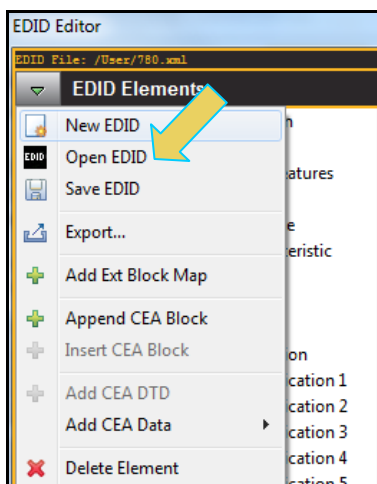 EDID Editor
EDID File: /User/780.xml
EDID Elements
New EDID
EDID Open EDID
atures
Save EDID
Export...
teristic
Add Ext Block Map
Append CEA Block
Insert CEA Block
on
cation 1
Add CEA DTD
cation 2
Add CEA Data
cation 3
Delete Element
cation 4
cation 5